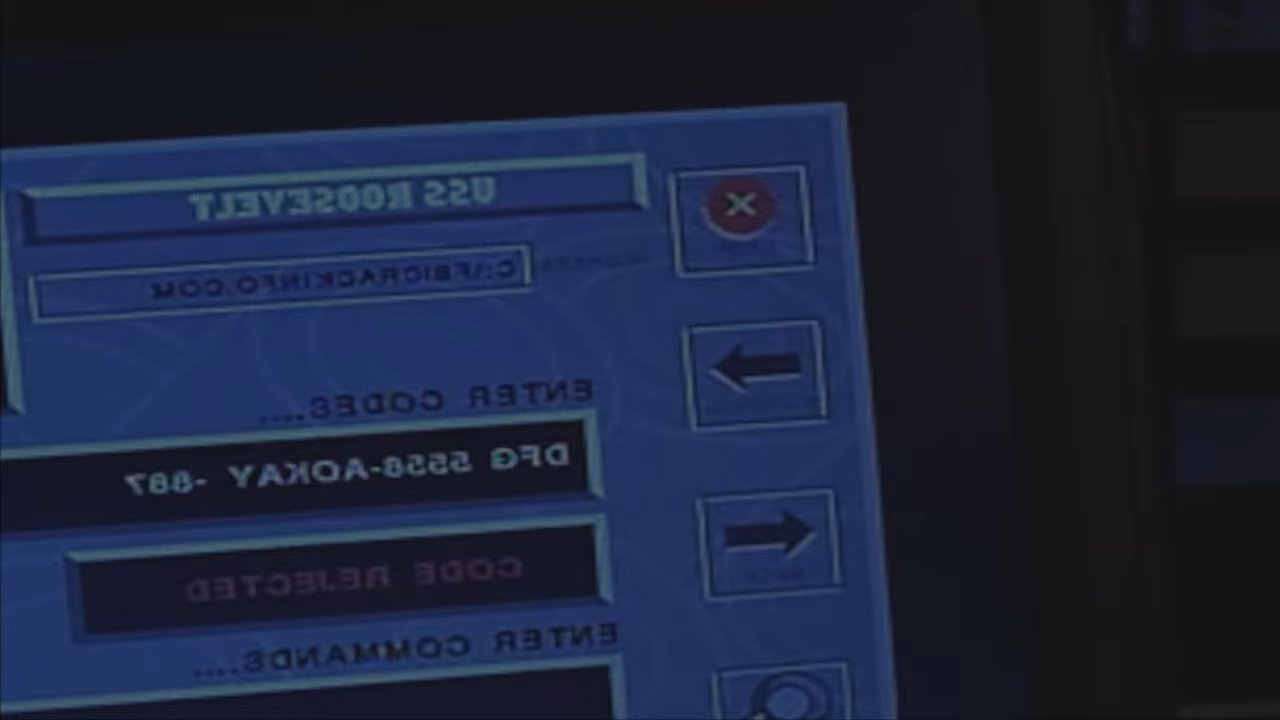 USS ROOSEVELT
C:\FBICRACKINFO.COM
ENTER CODES....
DFG 5558-AOKAY -887
CODE REJECTED
ENTER COMMANDS....